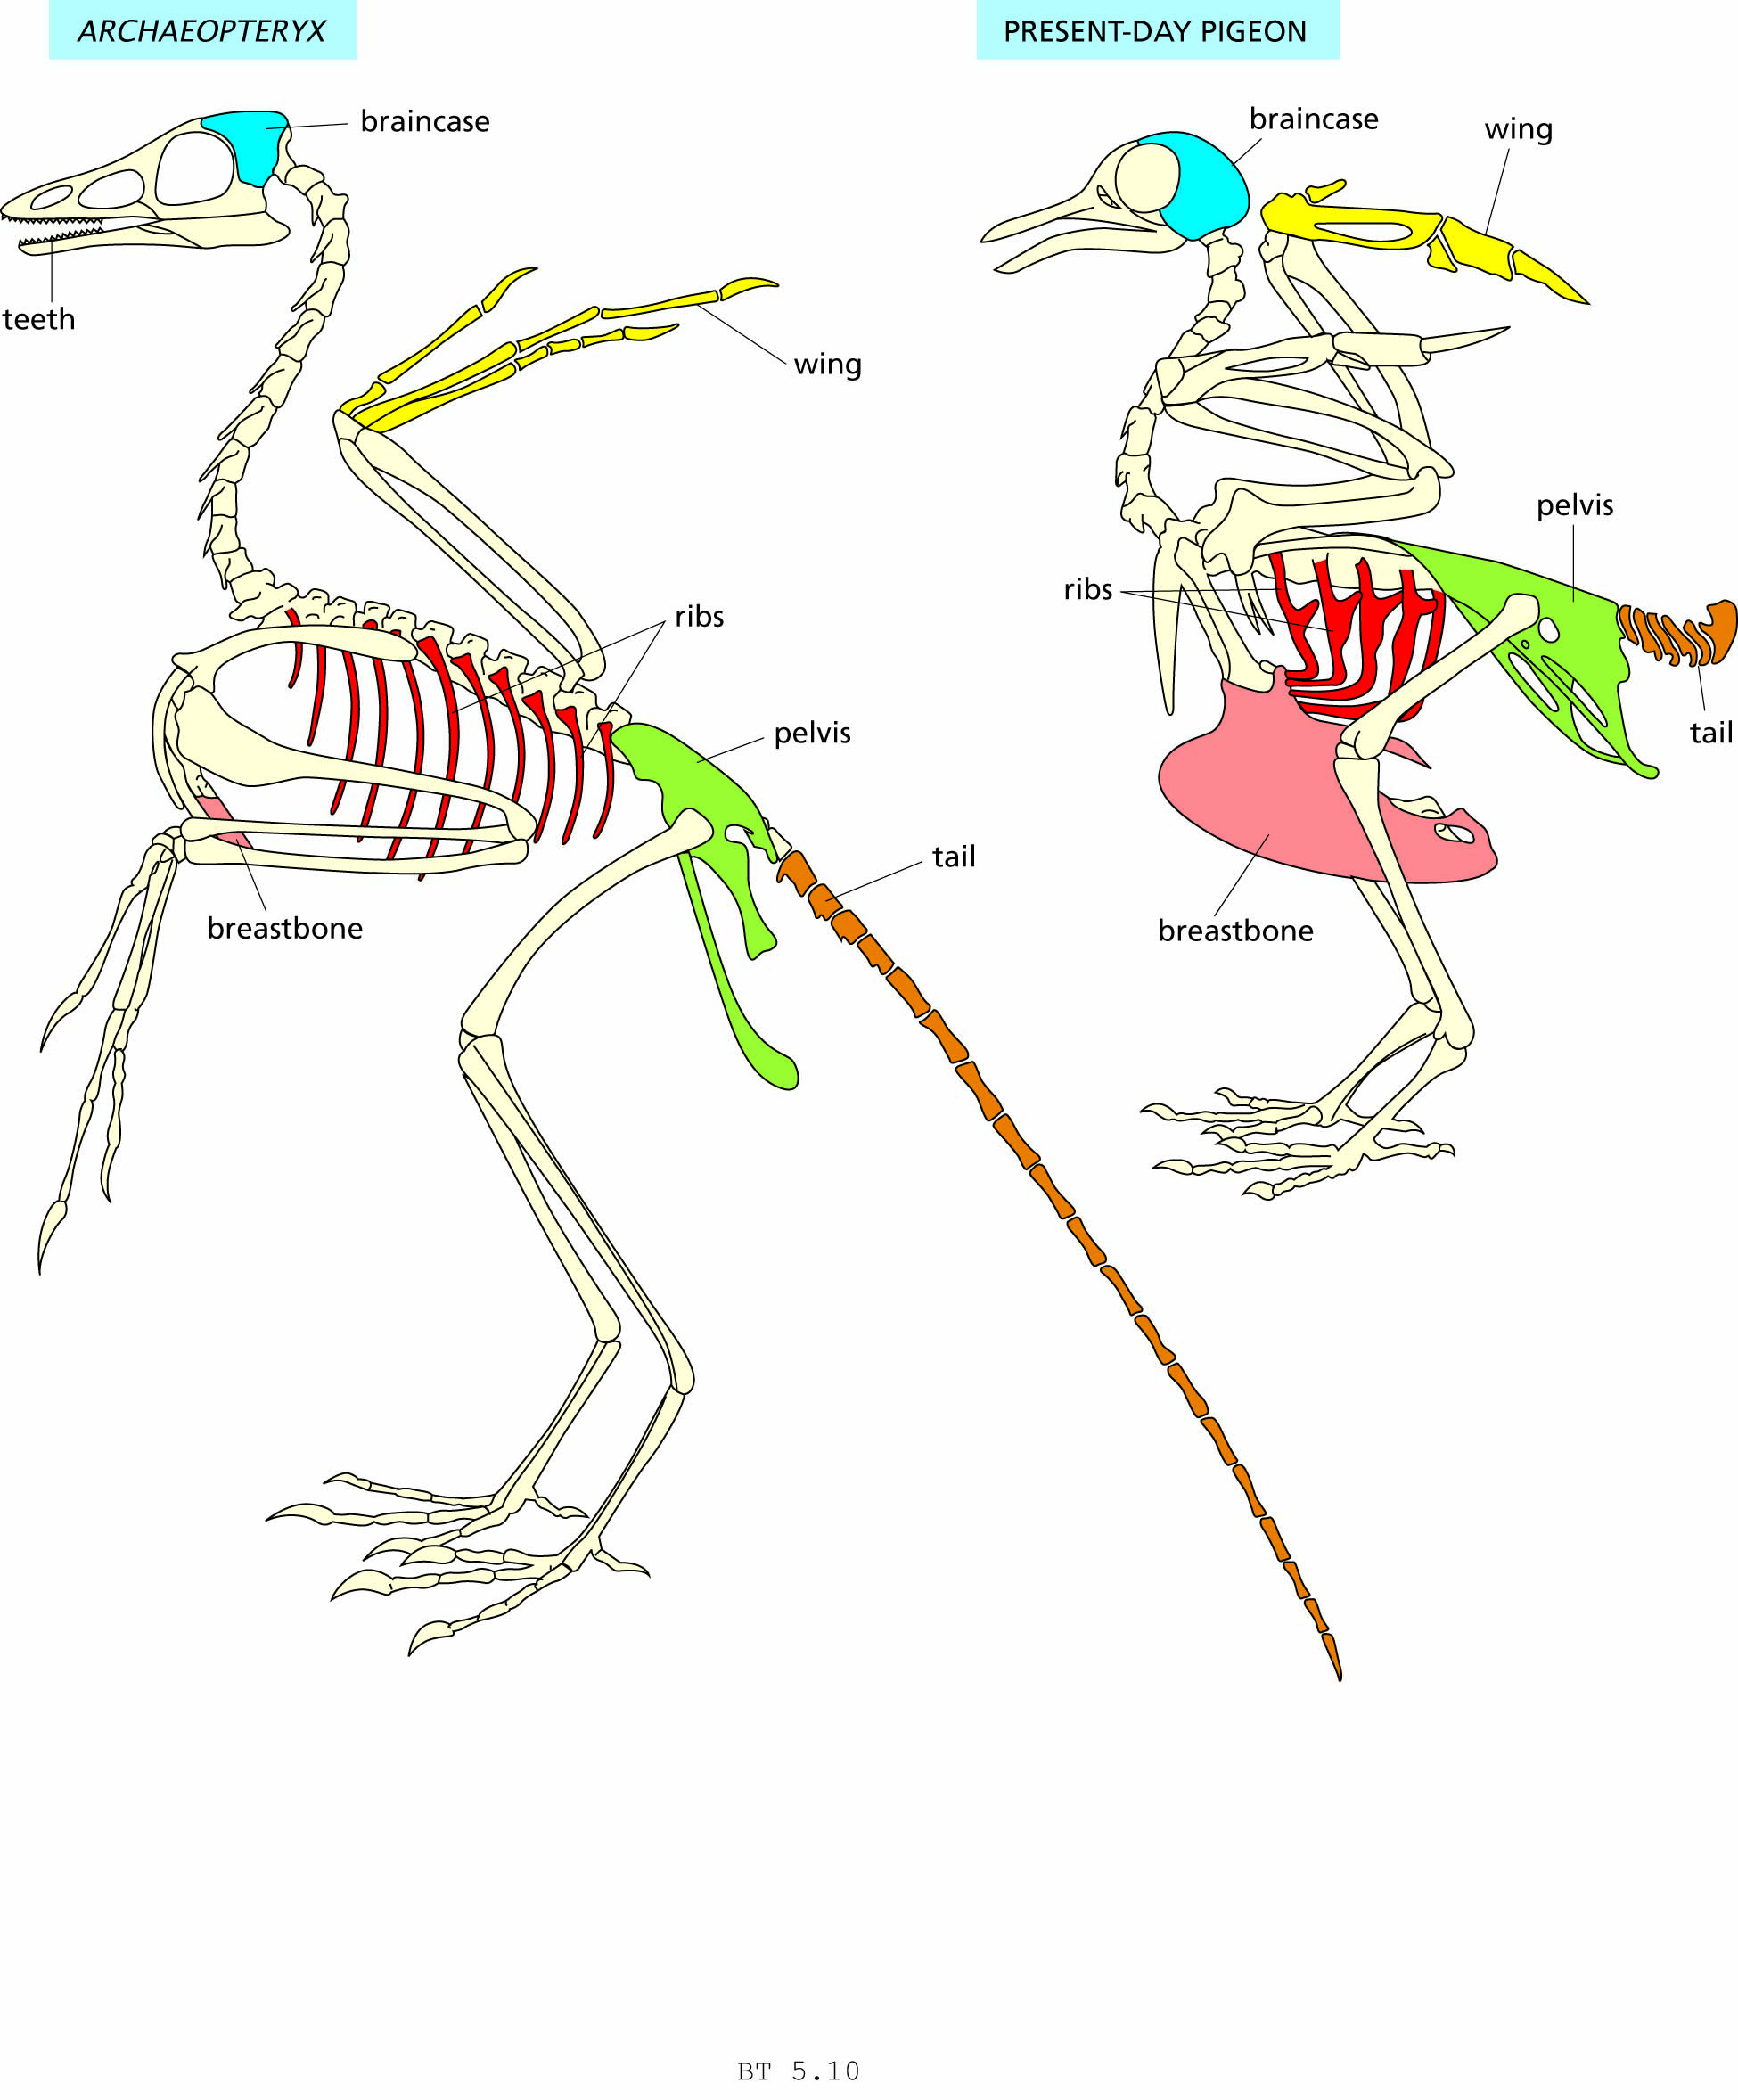 ARCHAEOPTERYX
braincase
teeth
wing
ribs
pelvis
tail
breastbone
PRESENT-DAY PIGEON
braincase
wing
pelvis
ribs
tail
breastbone
BT 5.10